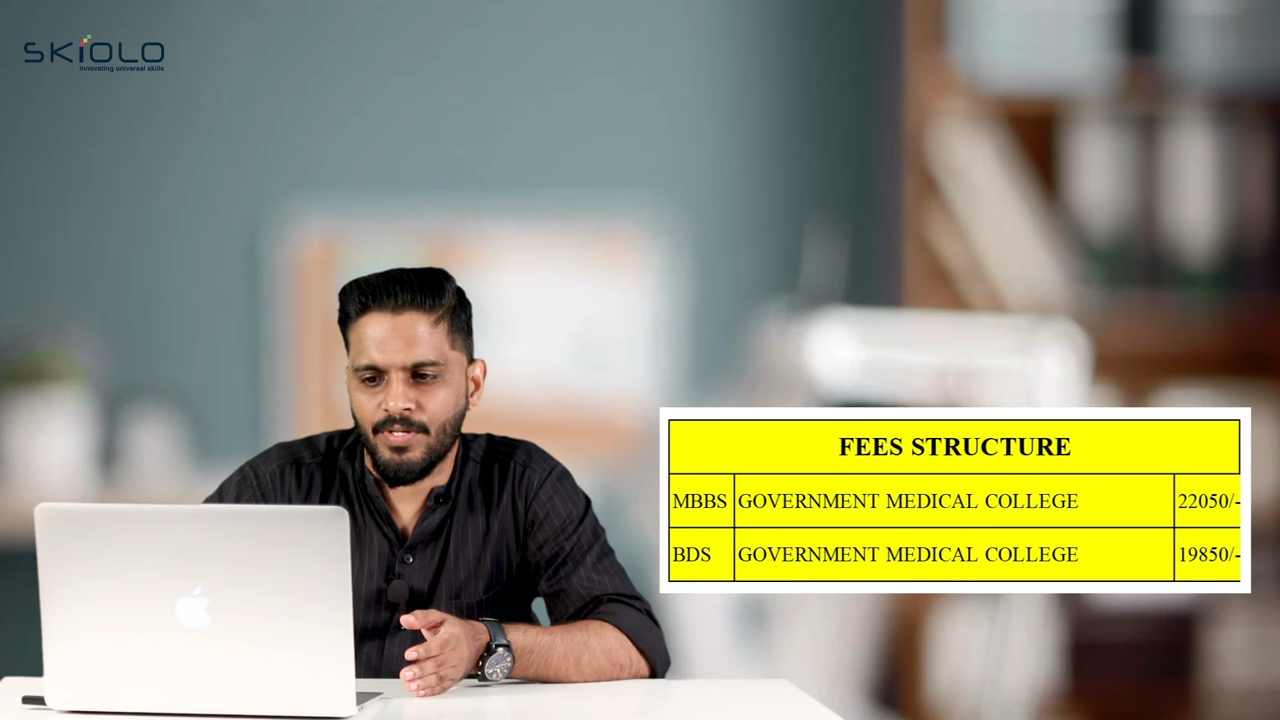 SKiOLO
innovating universal skills
FEES STRUCTURE
MBBS GOVERNMENT MEDICAL COLLEGE 22050/-
BDS GOVERNMENT MEDICAL COLLEGE 19850/-